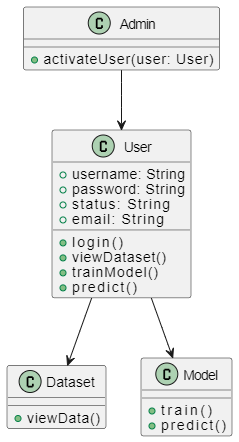 C Admin
activateUser(user: User)
C User
username: String
password: String
status: String
email: String
login()
viewDataset()
trainModel()
predict()
C Dataset
viewData()
C Model
train()
predict()